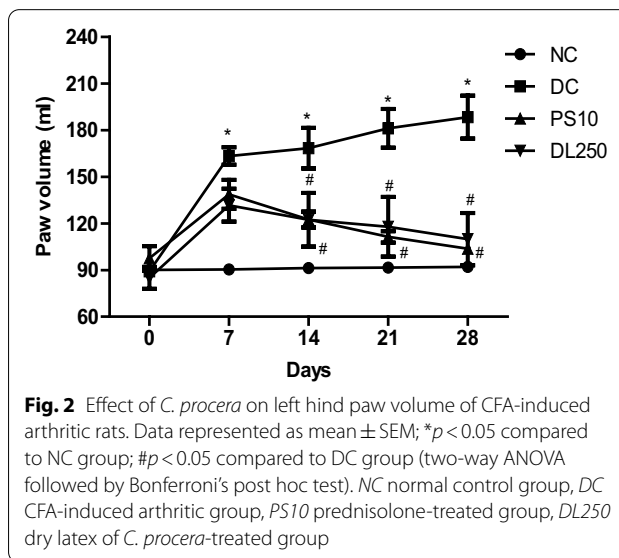 240
210
180
150
120
90
60
Paw volume (ml)
* * * *
# # #
# # #
NC
DC
PS10
DL250
0 7 14 21 28
Days
Fig. 2 Effect of C. procera on left hind paw volume of CFA-induced
arthritic rats. Data represented as mean ± SEM; *p < 0.05 compared
to NC group; #p < 0.05 compared to DC group (two-way ANOVA
followed by Bonferroni's post hoc test). NC normal control group, DC
CFA-induced arthritic group, PS10 prednisolone-treated group, DL250
dry latex of C. procera-treated group